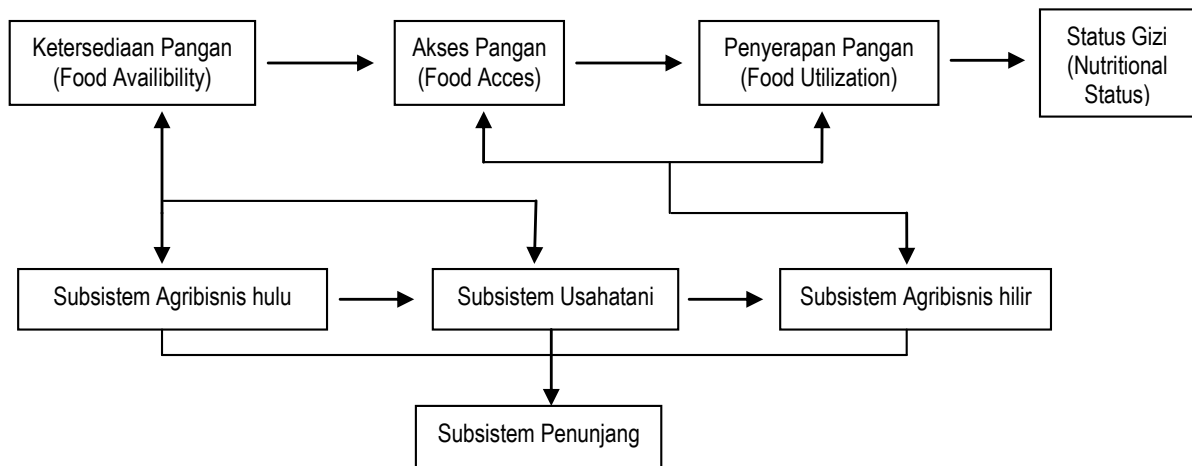 Ketersediaan Pangan
(Food Availibility)
Akses Pangan
(Food Acces)
Penyerapan Pangan
(Food Utilization)
Status Gizi
(Nutritional
Status)
Subsistem Agribisnis hulu
Subsistem Usahatani
Subsistem Agribisnis hilir
Subsistem Penunjang